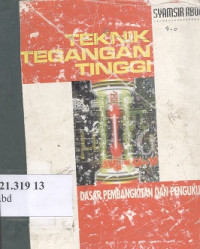 SYAMSIR ABDU
TEKNIK
TEGANGAN
TINGGI
21.319 13
bd
DASAR PEMBANGKITAN DAN PENGUKU